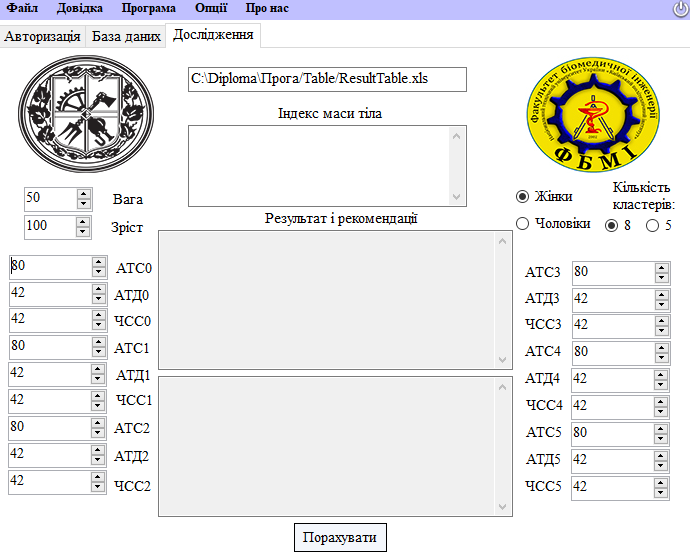 Файл Довідка Програма Опції Про нас
Авторизація База даних Дослідження
C:\Diploma\Прога/Table/ResultTable.xls
Індекс маси тіла
Факультет біомедичної інженерії
ФБМІ
50 Вага
100 Зріст
Жінки
Чоловіки
Кількість
кластерів:
8 5
Результат і рекомендації
80 АТС0
42 АТД0
42 ЧСС0
80 АТС1
42 АТД1
42 ЧСС1
80 АТС2
42 АТД2
42 ЧСС2
АТС3 80
АТД3 42
ЧСС3 42
АТС4 80
АТД4 42
ЧСС4 42
АТС5 80
АТД5 42
ЧСС5 42
Порахувати